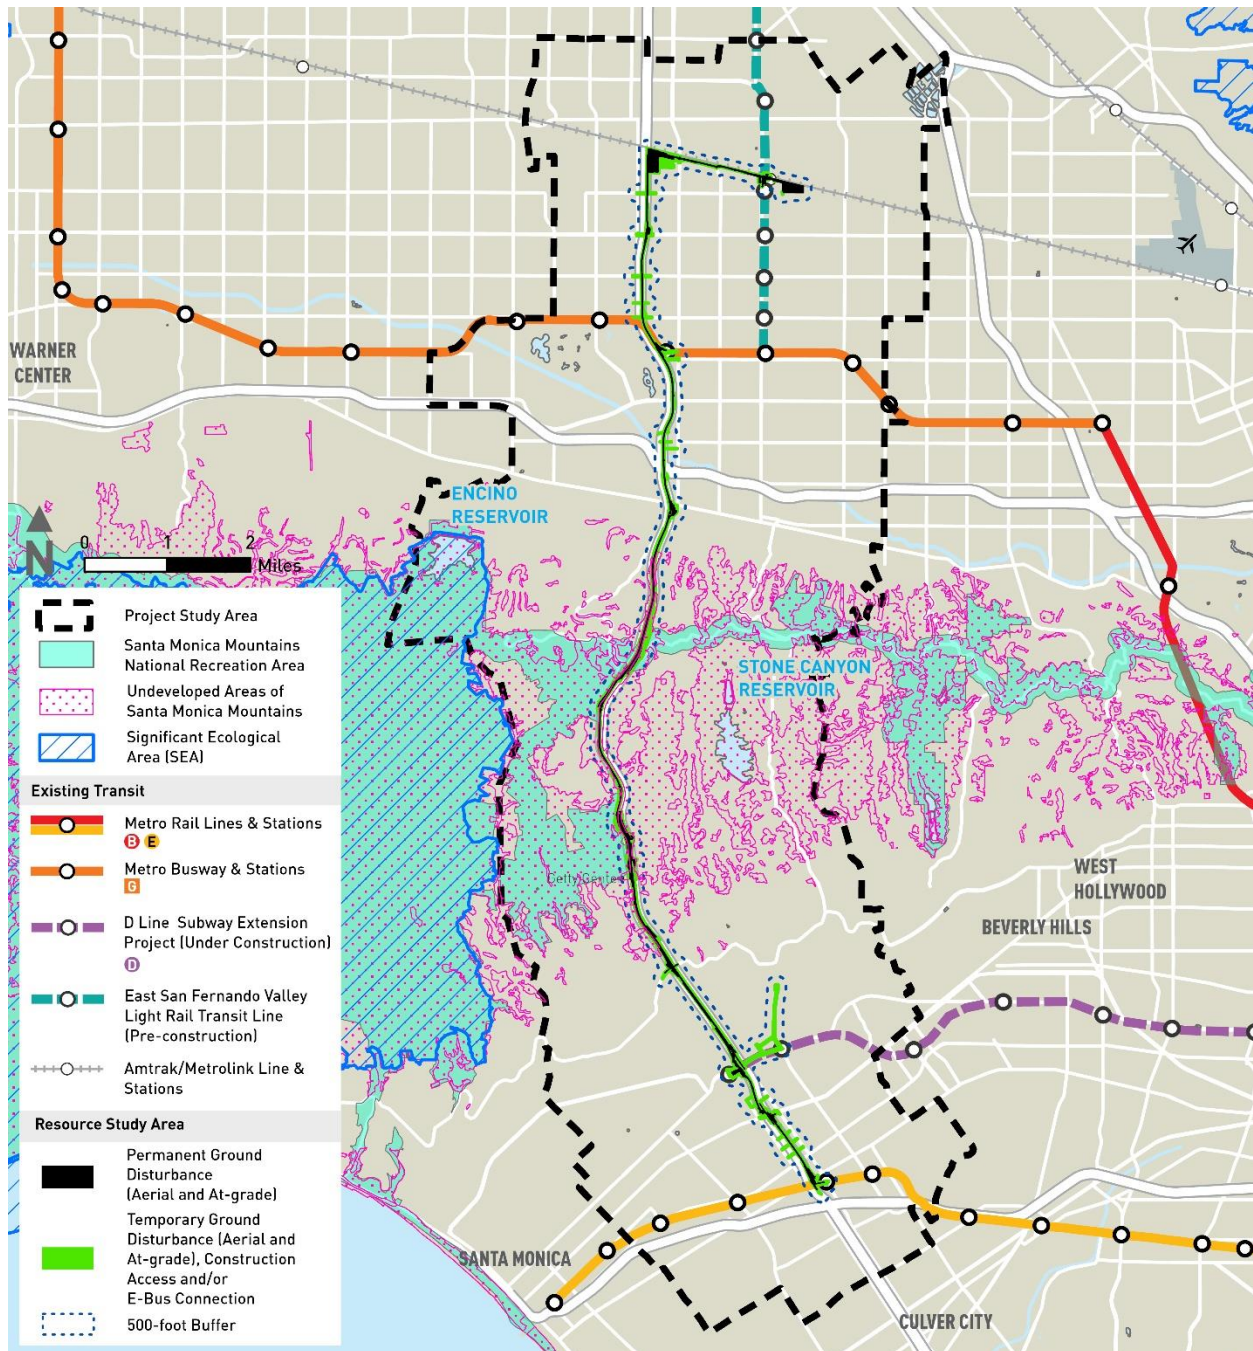 WARNER
CENTER
ENCINO
RESERVOIR
N
0 1 2
Miles
STONE CANYON
RESERVOIR
Getty Center
WEST
HOLLYWOOD
BEVERLY HILLS
SANTA MONICA
CULVER CITY
Project Study Area
Santa Monica Mountains
National Recreation Area
Undeveloped Areas of
Santa Monica Mountains
Significant Ecological
Area (SEA)
Existing Transit
Metro Rail Lines & Stations
B E
Metro Busway & Stations
G
D Line Subway Extension
Project (Under Construction)
D
East San Fernando Valley
Light Rail Transit Line
(Pre-construction)
Amtrak/Metrolink Line &
Stations
Resource Study Area
Permanent Ground
Disturbance
(Aerial and At-grade)
Temporary Ground
Disturbance (Aerial and
At-grade), Construction
Access and/or
E-Bus Connection
500-foot Buffer